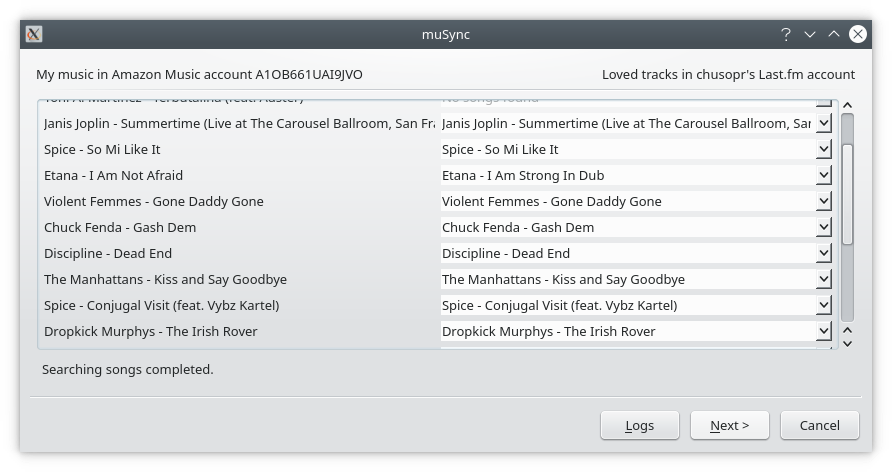 muSync
My music in Amazon Music account A1OB661UAI9JVO Loved tracks in chusopr's Last.fm account
Janis Joplin - Summertime (Live at The Carousel Ballroom, San Fra Janis Joplin - Summertime (Live at The Carousel Ballroom, Sar
Spice - So Mi Like It Spice - So Mi Like It
Etana - I Am Not Afraid Etana - I Am Strong In Dub
Violent Femmes - Gone Daddy Gone Violent Femmes - Gone Daddy Gone
Chuck Fenda - Gash Dem Chuck Fenda - Gash Dem
Discipline - Dead End Discipline - Dead End
The Manhattans - Kiss and Say Goodbye The Manhattans - Kiss and Say Goodbye
Spice - Conjugal Visit (feat. Vybz Kartel) Spice - Conjugal Visit (feat. Vybz Kartel)
Dropkick Murphys - The Irish Rover Dropkick Murphys - The Irish Rover
Searching songs completed.
Logs Next > Cancel